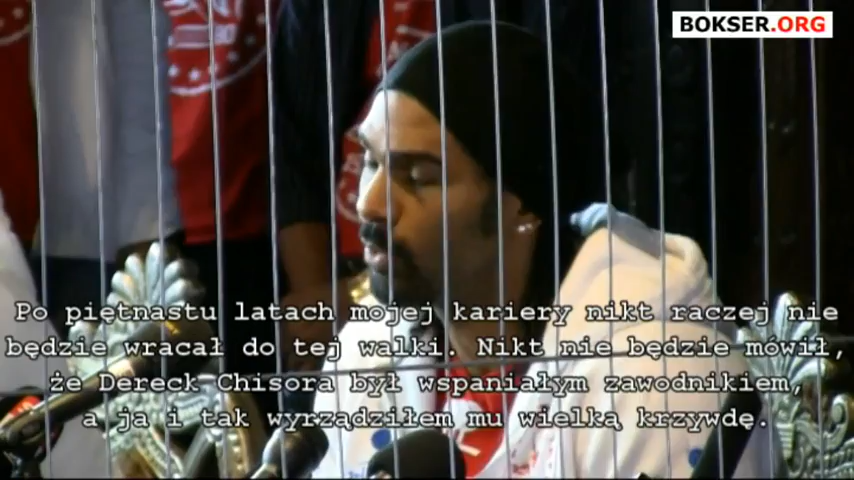 BOKSER.ORG
Po piętnastu latach mojej kariery nikt raczej nie
będzie wracał do tej walki. Nikt nie będzie mówił,
że Dereck Chisora był wspaniałym zawodnikiem,
a ja i tak wyrządziłem mu wielką krzywdę.